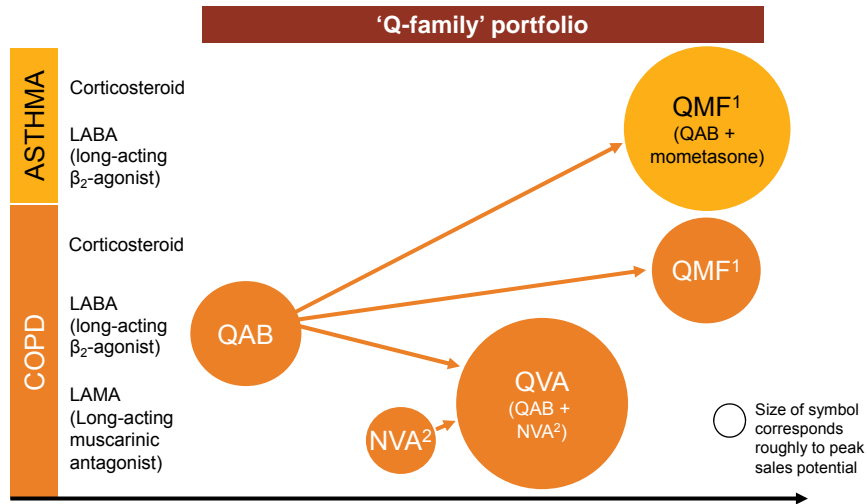 ‘Q-family’ portfolio
ASTHMA
Corticosteroid
LABA
(long-acting
β₂-agonist)
QMF¹
(QAB +
mometasone)
COPD
Corticosteroid
LABA
(long-acting
β₂-agonist)
LAMA
(Long-acting
muscarinic
antagonist)
QMF¹
QAB
QVA
(QAB +
NVA²)
NVA²
Size of symbol
corresponds
roughly to peak
sales potential